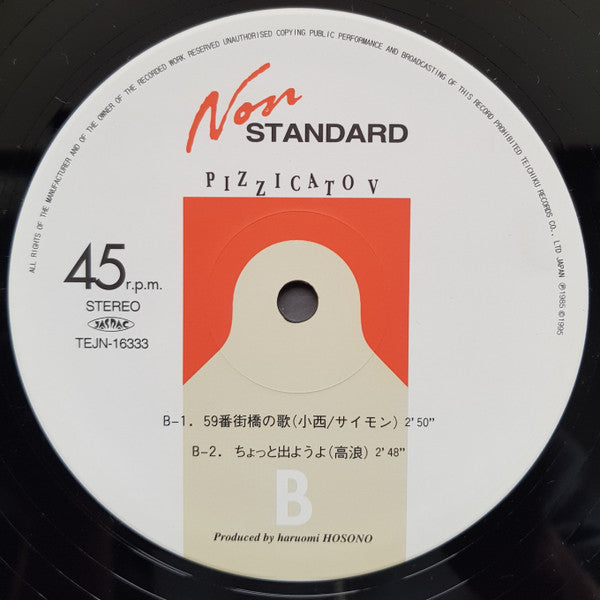 ALL RIGHTS OF THE MANUFACTURER AND OF THE OWNER OF THE RECORDED WORK RESERVED UNAUTHORISED COPYING PUBLIC PERFORMANCE AND BROADCASTING OF THIS RECORD PROHIBITED TEICHIKU RECORDS CO., LTD JAPAN ℗1985 ©1995
Non
STANDARD
PIZZICATO V
45 r.p.m.
STEREO
JASRAC
TEJN-16333
B-1. 59番街橋の歌(小西/サイモン) 2'50"
B-2. ちょっと出ようよ(高浪) 2'48"
B
Produced by haruomi HOSONO